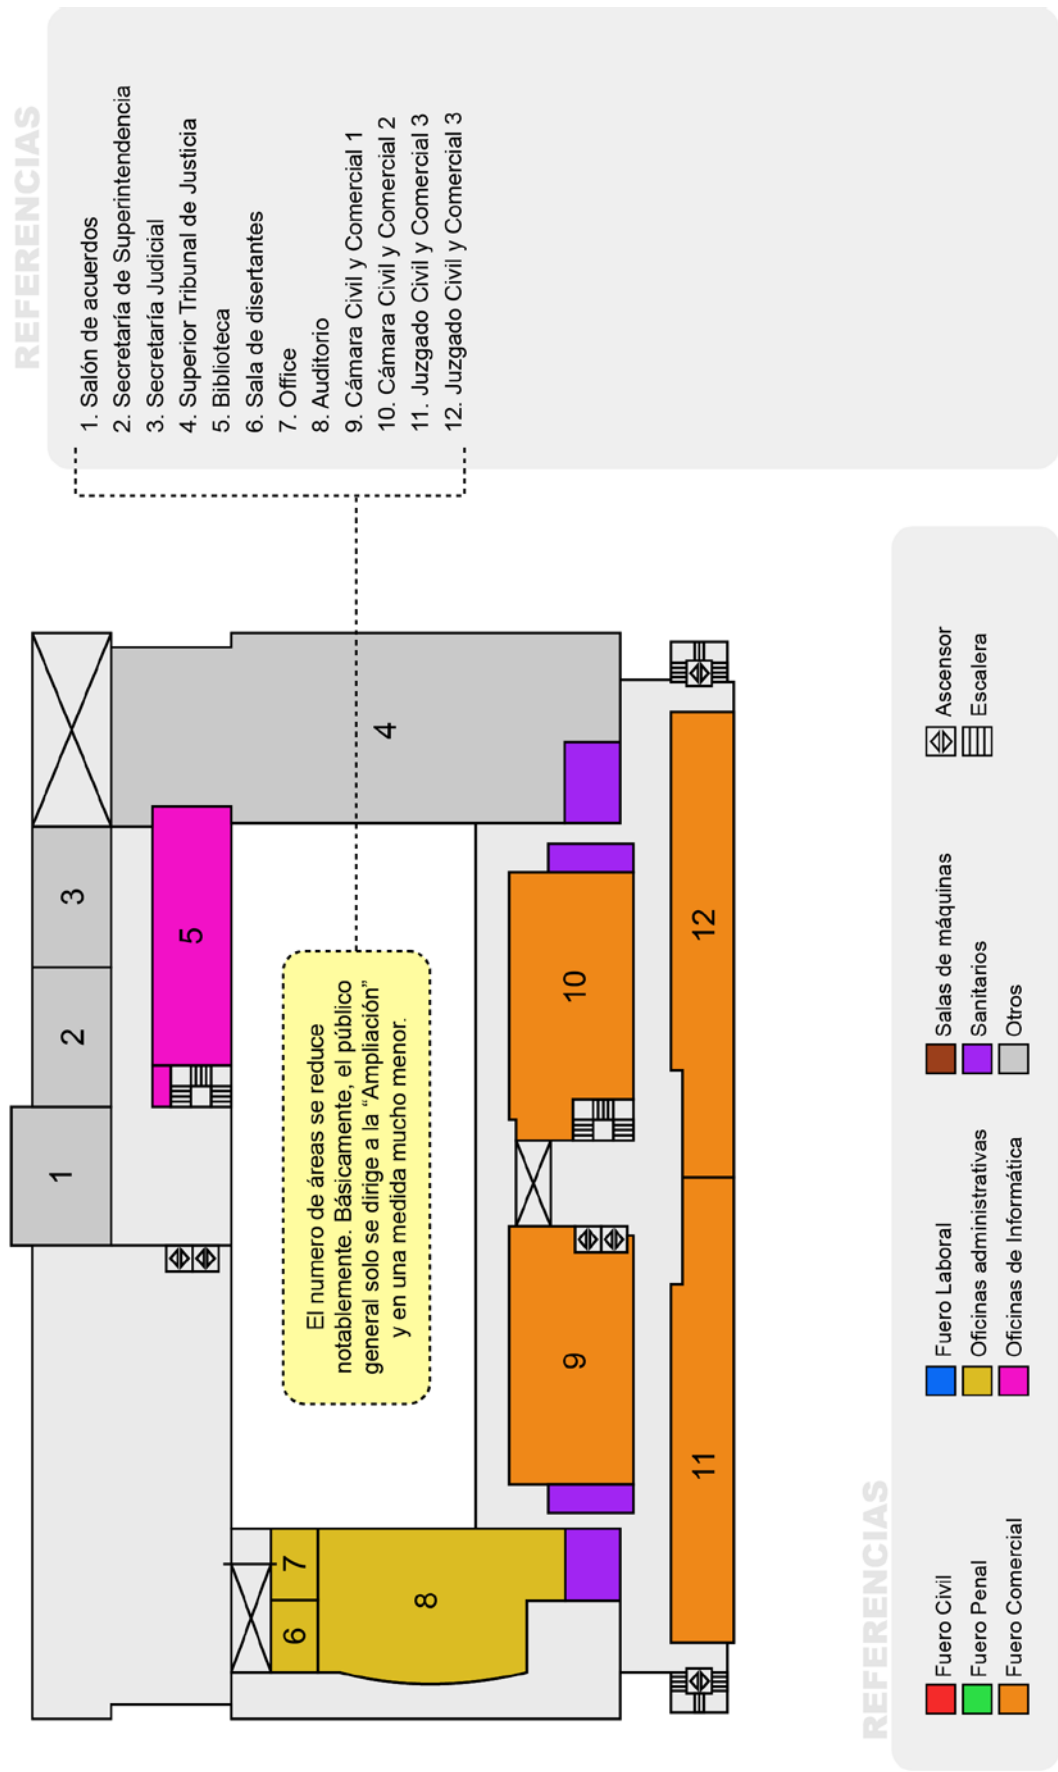 REFERENCIAS
1. Salón de acuerdos
2. Secretaría de Superintendencia
3. Secretaría Judicial
4. Superior Tribunal de Justicia
5. Biblioteca
6. Sala de disertantes
7. Office
8. Auditorio
9. Cámara Civil y Comercial 1
10. Cámara Civil y Comercial 2
11. Juzgado Civil y Comercial 3
12. Juzgado Civil y Comercial 3
1
2
3
4
5
El numero de áreas se reduce
notablemente. Básicamente, el público
general solo se dirige a la “Ampliación”
y en una medida mucho menor.
6
7
8
9
10
11
12
REFERENCIAS
Fuero Civil
Fuero Penal
Fuero Comercial
Fuero Laboral
Oficinas administrativas
Oficinas de Informática
Salas de máquinas
Sanitarios
Otros
Ascensor
Escalera